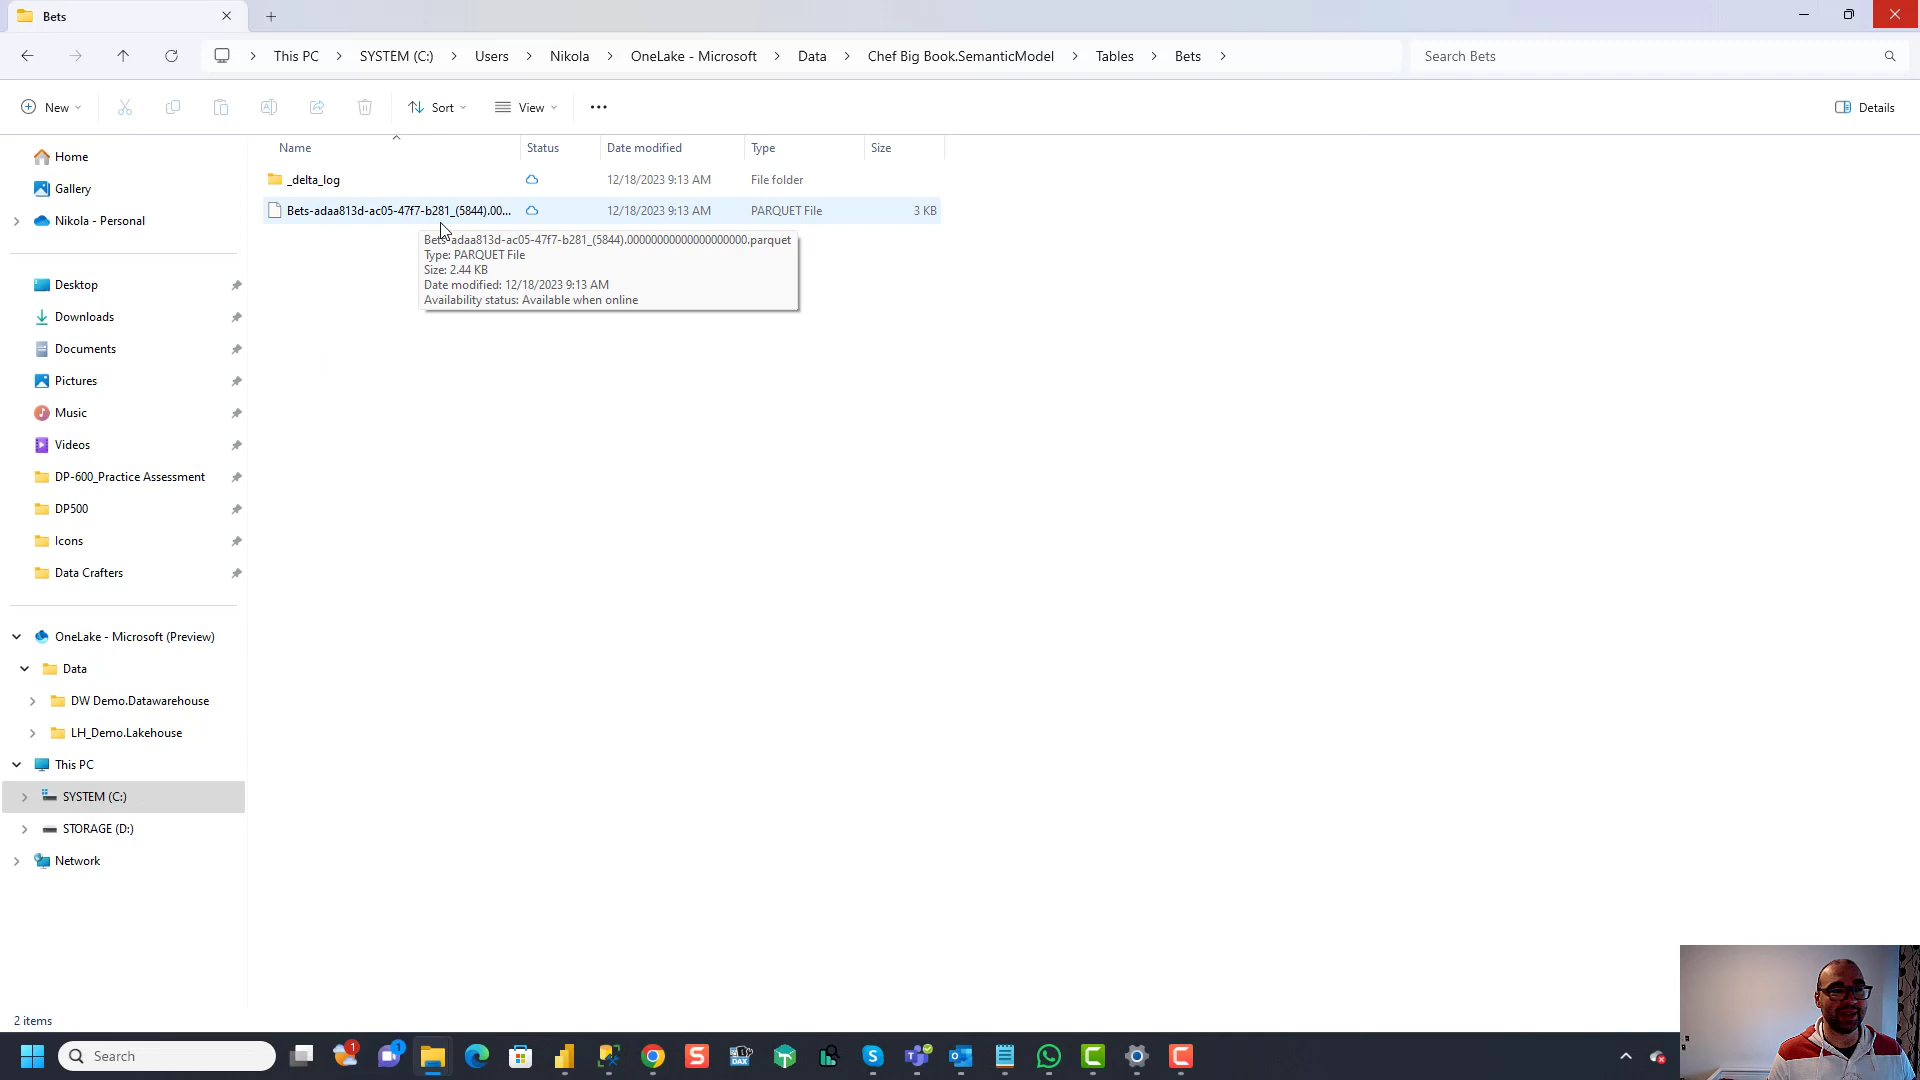 Bets
This PC
SYSTEM (C:)
Users
Nikola
OneLake - Microsoft
Data
Chef Big Book.SemanticModel
Tables
Bets
Search Bets
New
Sort
View
Details
Name
Status
Date modified
Type
Size
_delta_log
12/18/2023 9:13 AM
File folder
Bets-adaa813d-ac05-47f7-b281_(5844).00...
12/18/2023 9:13 AM
PARQUET File
3 KB
Bets-adaa813d-ac05-47f7-b281_(5844).00000000000000000000.parquet
Type: PARQUET File
Size: 2.44 KB
Date modified: 12/18/2023 9:13 AM
Availability status: Available when online
Home
Gallery
Nikola - Personal
Desktop
Downloads
Documents
Pictures
Music
Videos
DP-600_Practice Assessment
DP500
Icons
Data Crafters
OneLake - Microsoft (Preview)
Data
DW Demo.Datawarehouse
LH_Demo.Lakehouse
This PC
SYSTEM (C:)
STORAGE (D:)
Network
2 items
Search
1
1
S
DAX